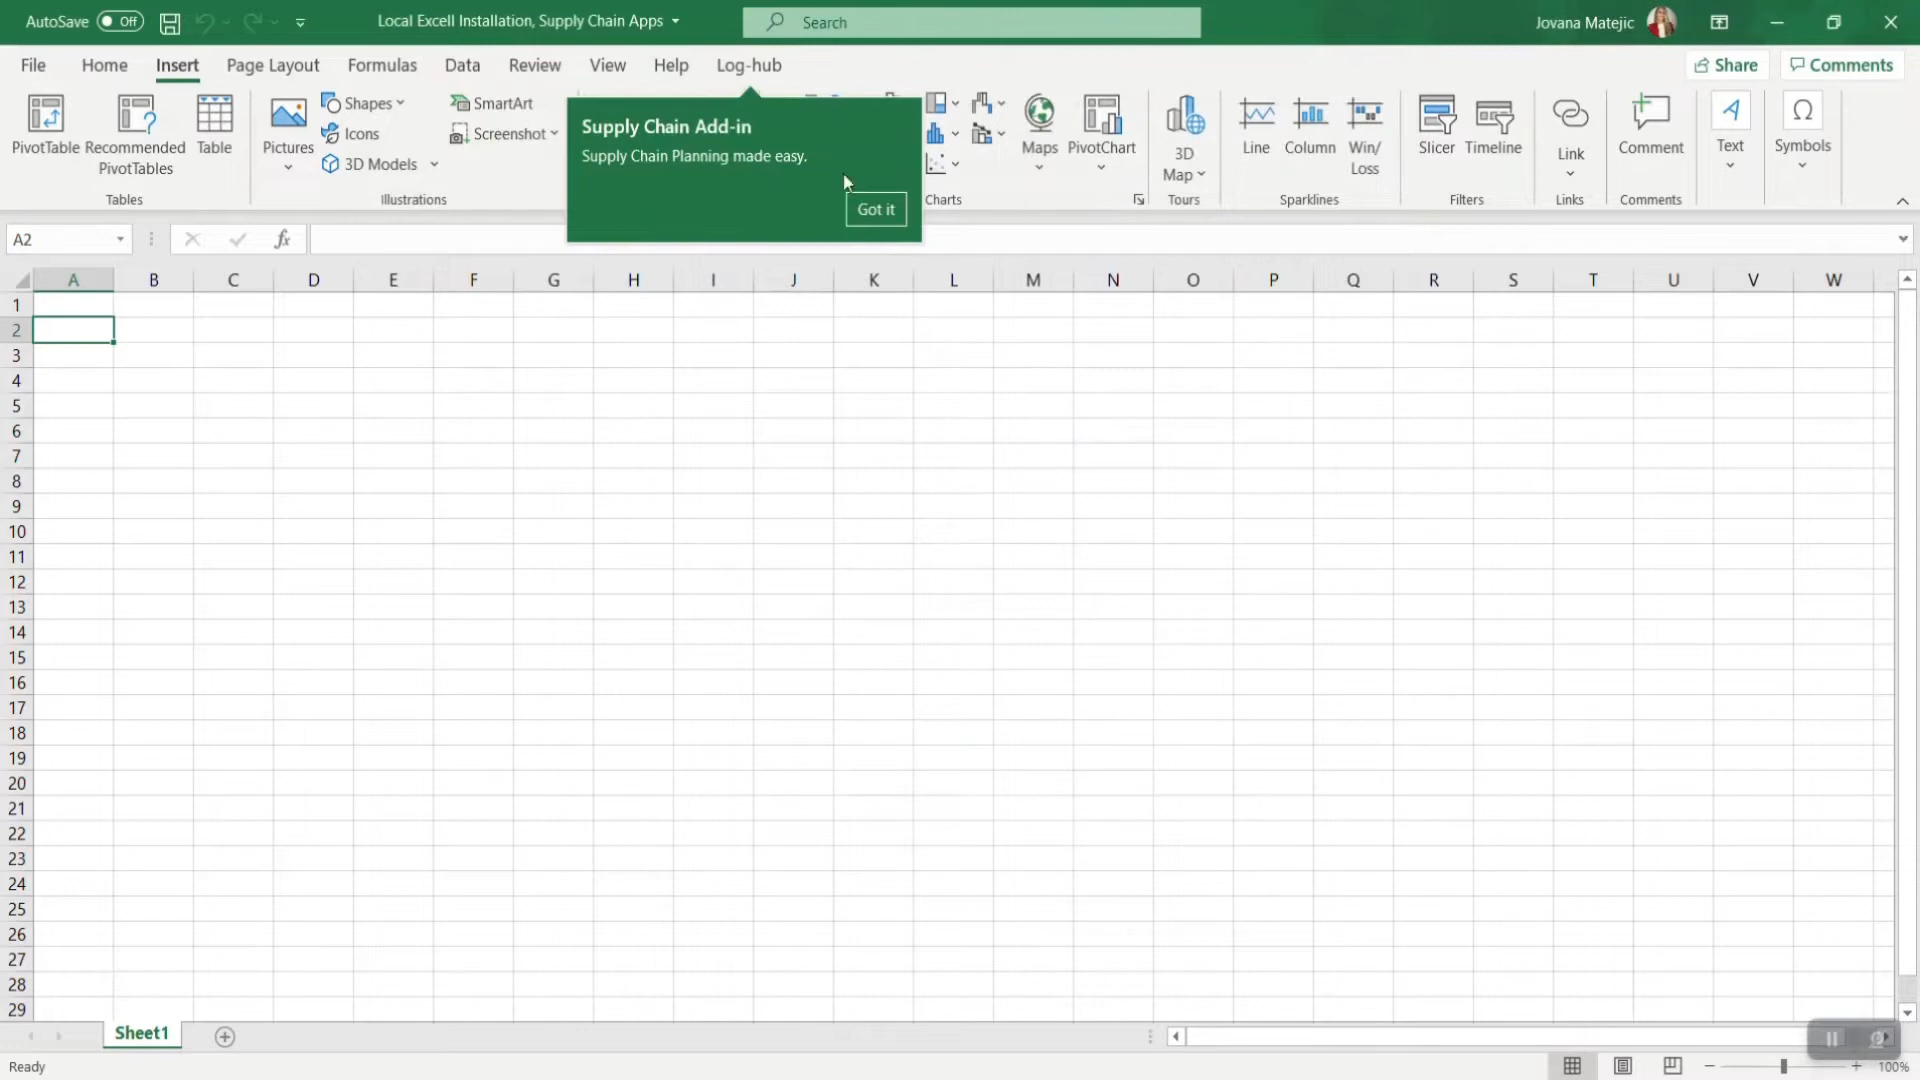 AutoSave Off
Local Excell Installation, Supply Chain Apps
Search
Jovana Matejic
File Home Insert Page Layout Formulas Data Review View Help Log-hub
Share Comments
PivotTable
Recommended
PivotTables
Table
Tables
Pictures
Shapes
Icons
3D Models
SmartArt
Screenshot
Illustrations
Supply Chain Add-in
Supply Chain Planning made easy.
Got it
Maps
PivotChart
Charts
3D
Map
Tours
Line
Column
Win/
Loss
Sparklines
Slicer
Timeline
Filters
Link
Links
Comment
Comments
A
Text
Ω
Symbols
A2
fx
A B C D E F G H I J K L M N O P Q R S T U V W
1
2
3
4
5
6
7
8
9
10
11
12
13
14
15
16
17
18
19
20
21
22
23
24
25
26
27
28
29
Sheet1
Ready
100%